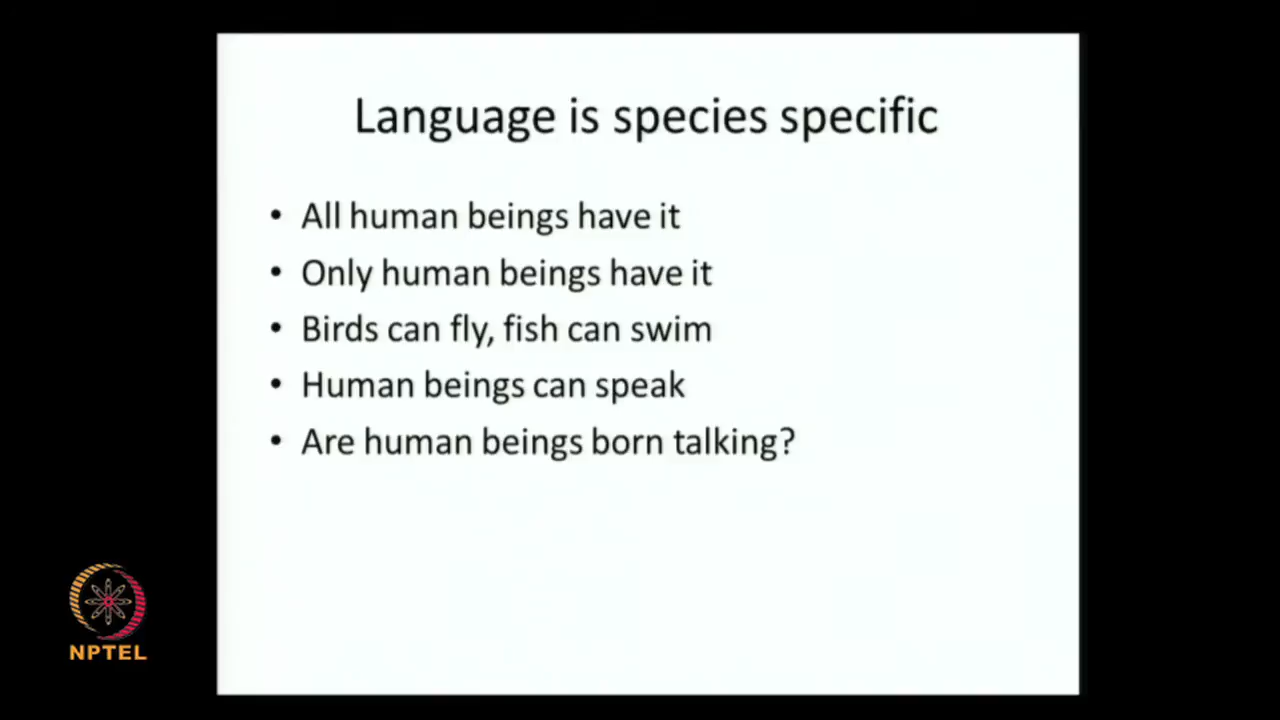 Language is species specific
• All human beings have it
• Only human beings have it
• Birds can fly, fish can swim
• Human beings can speak
• Are human beings born talking?
NPTEL